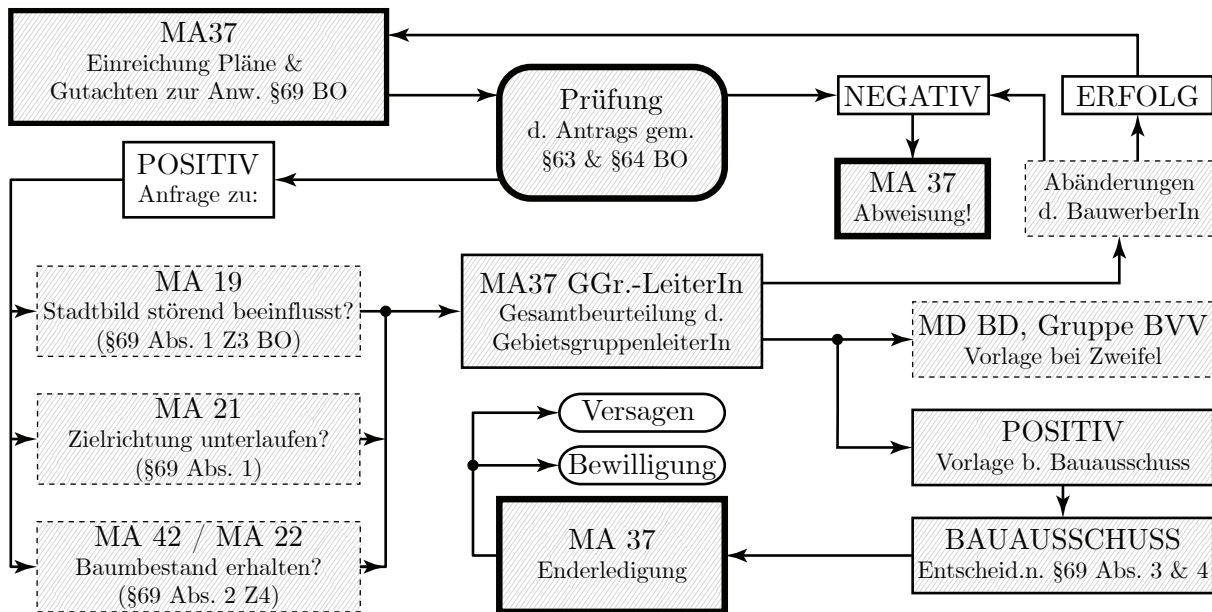 MA37
Einreichung Pläne &
Gutachten zur Anw. §69 BO
Prüfung
d. Antrags gem.
§63 & §64 BO
NEGATIV
ERFOLG
POSITIV
Anfrage zu:
MA 37
Abweisung!
Abänderungen
d. BauwerberIn
MA 19
Stadtbild störend beeinflusst?
(§69 Abs. 1 Z3 BO)
MA37 GGr.-LeiterIn
Gesamtbeurteilung d.
GebietsgruppenleiterIn
MD BD, Gruppe BVV
Vorlage bei Zweifel
MA 21
Zielrichtung unterlaufen?
(§69 Abs. 1)
Versagen
Bewilligung
POSITIV
Vorlage b. Bauausschuss
MA 42 / MA 22
Baumbestand erhalten?
(§69 Abs. 2 Z4)
MA 37
Enderledigung
BAUAUSSCHUSS
Entscheid.n. §69 Abs. 3 & 4